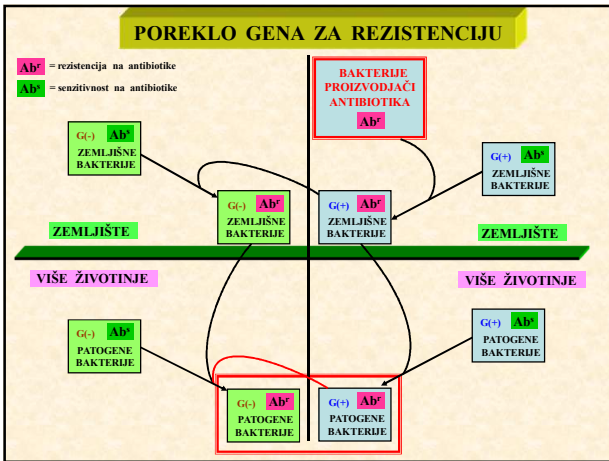 POREKLO GENA ZA REZISTENCIJU
Abʳ = rezistencija na antibiotike
Abˢ = senzitivnost na antibiotike
BAKTERIJE
PROIZVODJAČI
ANTIBIOTIKA
Abʳ
G(-) Abˢ
ZEMLJIŠNE
BAKTERIJE
G(+) Abˢ
ZEMLJIŠNE
BAKTERIJE
G(-) Abʳ
ZEMLJIŠNE
BAKTERIJE
G(+) Abʳ
ZEMLJIŠNE
BAKTERIJE
ZEMLJIŠTE
ZEMLJIŠTE
VIŠE ŽIVOTINJE
VIŠE ŽIVOTINJE
G(-) Abˢ
PATOGENE
BAKTERIJE
G(+) Abˢ
PATOGENE
BAKTERIJE
G(-) Abʳ
PATOGENE
BAKTERIJE
G(+) Abʳ
PATOGENE
BAKTERIJE